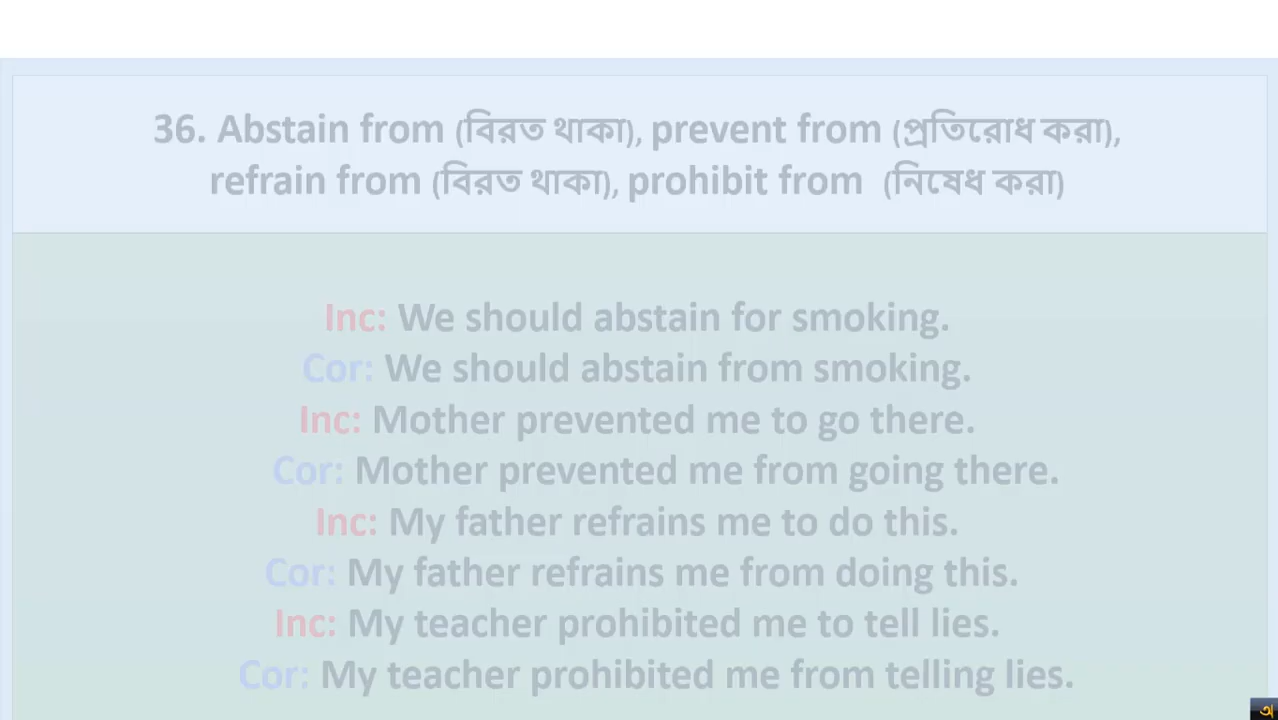 36. Abstain from (বিরত থাকা), prevent from (প্রতিরোধ করা),
refrain from (বিরত থাকা), prohibit from (নিষেধ করা)
Inc: We should abstain for smoking.
Cor: We should abstain from smoking.
Inc: Mother prevented me to go there.
Cor: Mother prevented me from going there.
Inc: My father refrains me to do this.
Cor: My father refrains me from doing this.
Inc: My teacher prohibited me to tell lies.
Cor: My teacher prohibited me from telling lies.
অ